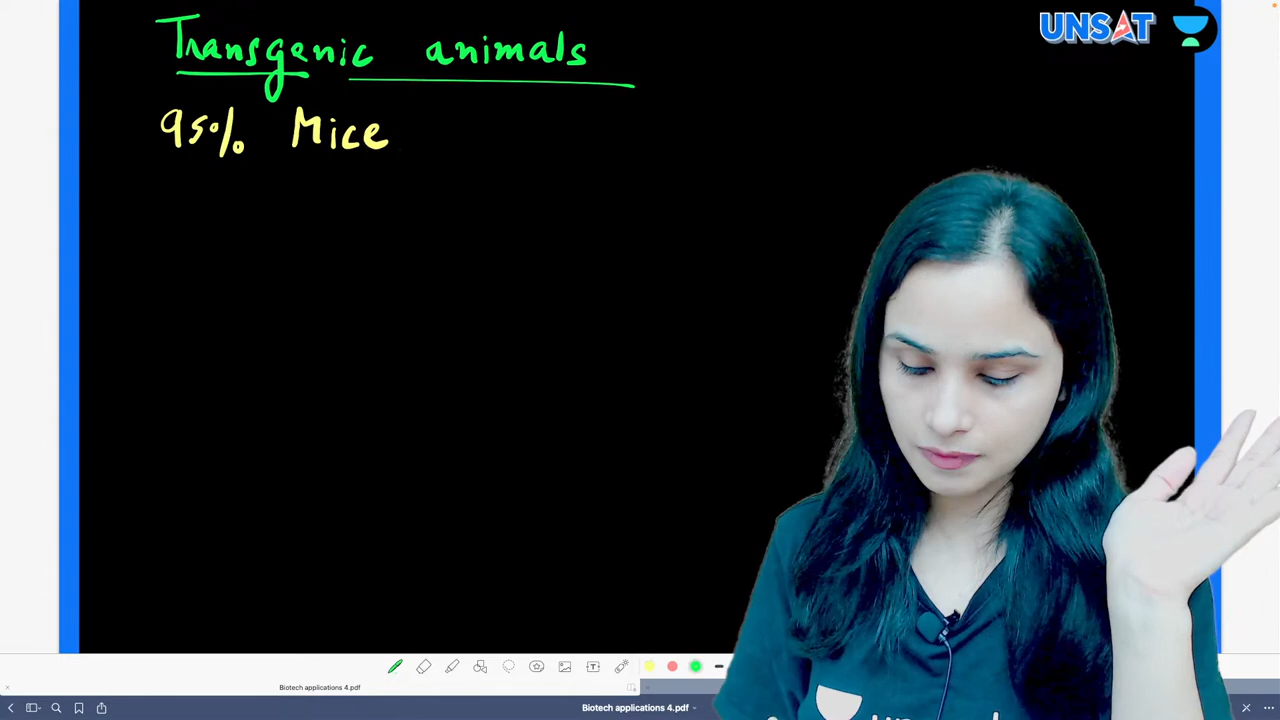 UNSAT
Transgenic animals
95% Mice
Biotech applications 4.pdf
Biotech applications 4.pdf